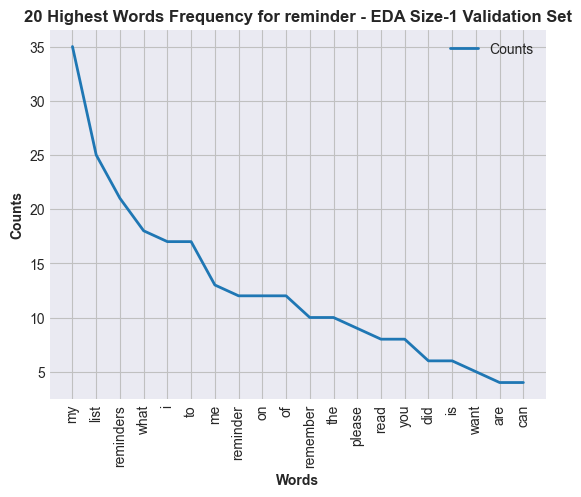 20 Highest Words Frequency for reminder - EDA Size-1 Validation Set
Counts
35
30
25
20
15
10
5
Counts
my
list
reminders
what
i
to
me
reminder
on
of
remember
the
please
read
you
did
is
want
are
can
Words